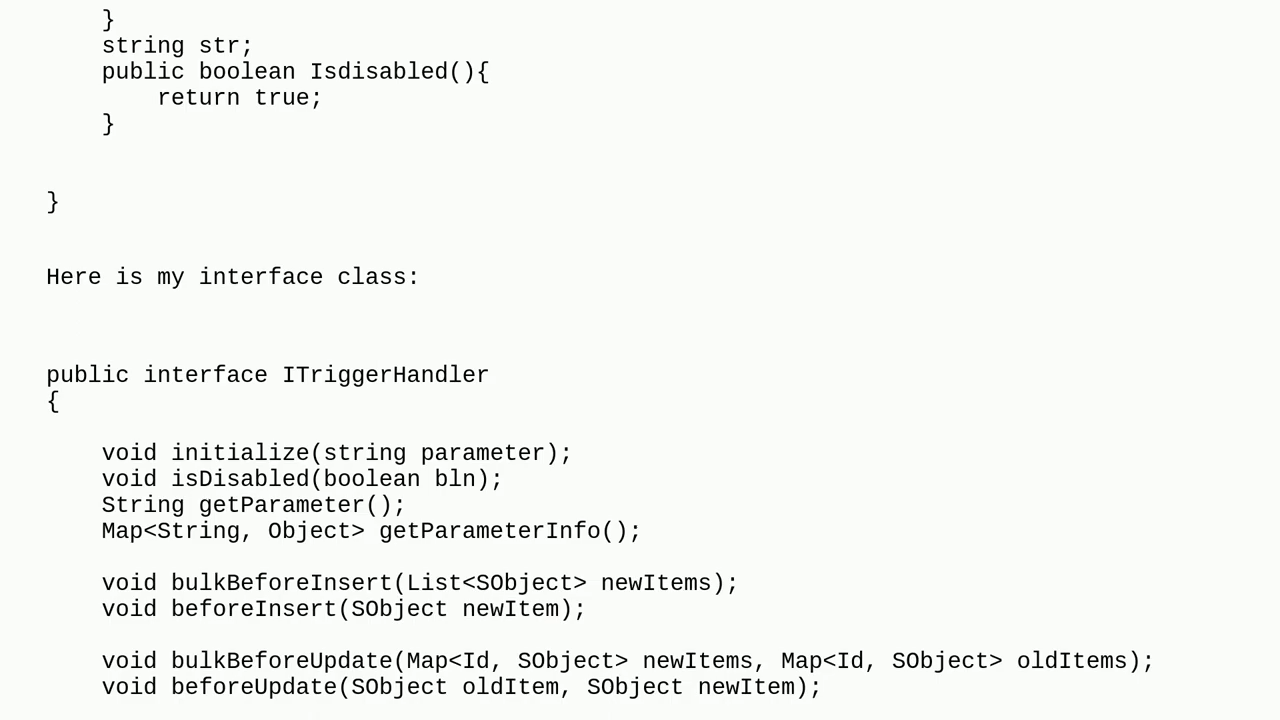 }
string str;
public boolean Isdisabled(){
return true;
}
}
Here is my interface class:
public interface ITriggerHandler
{
void initialize(string parameter);
void isDisabled(boolean bln);
String getParameter();
Map<String, Object> getParameterInfo();
void bulkBeforeInsert(List<SObject> newItems);
void beforeInsert(SObject newItem);
void bulkBeforeUpdate(Map<Id, SObject> newItems, Map<Id, SObject> oldItems);
void beforeUpdate(SObject oldItem, SObject newItem);